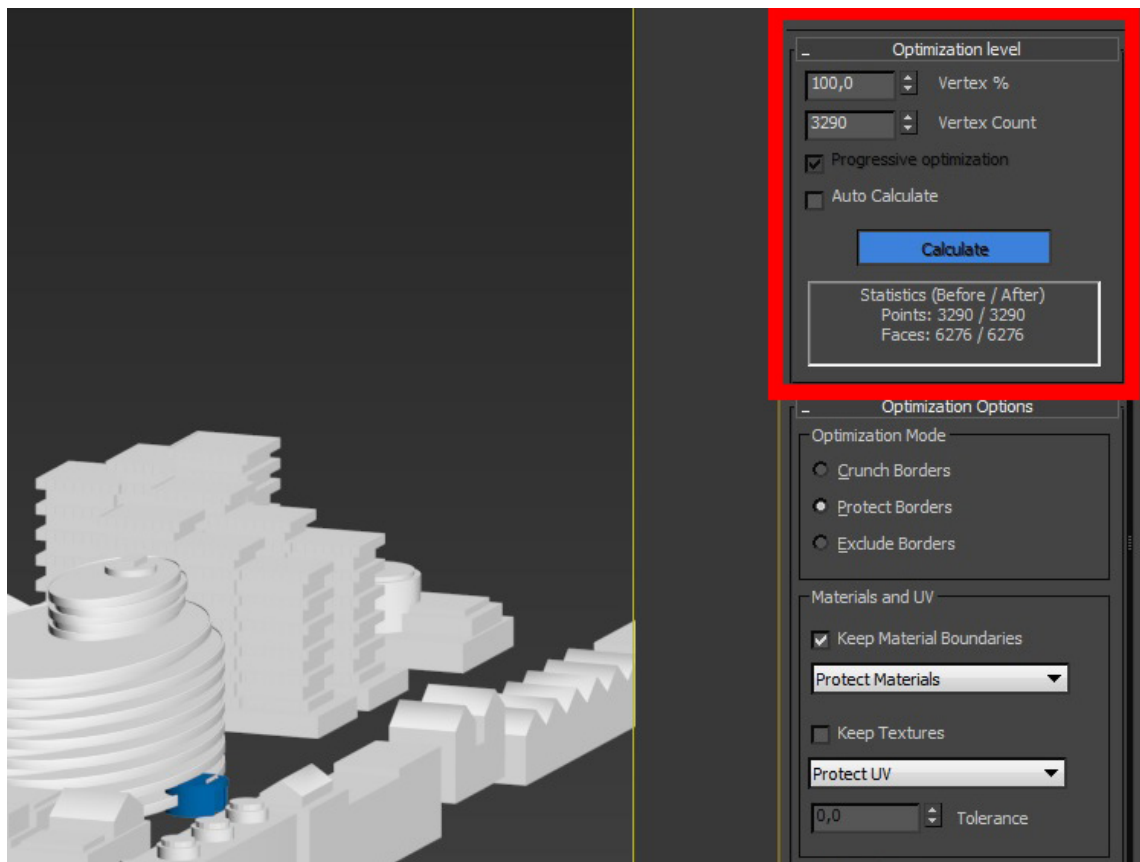 Optimization level
100,0 Vertex %
3290 Vertex Count
Progressive optimization
Auto Calculate
Calculate
Statistics (Before / After)
Points: 3290 / 3290
Faces: 6276 / 6276
Optimization Options
Optimization Mode
Crunch Borders
Protect Borders
Exclude Borders
Materials and UV
Keep Material Boundaries
Protect Materials
Keep Textures
Protect UV
0,0 Tolerance